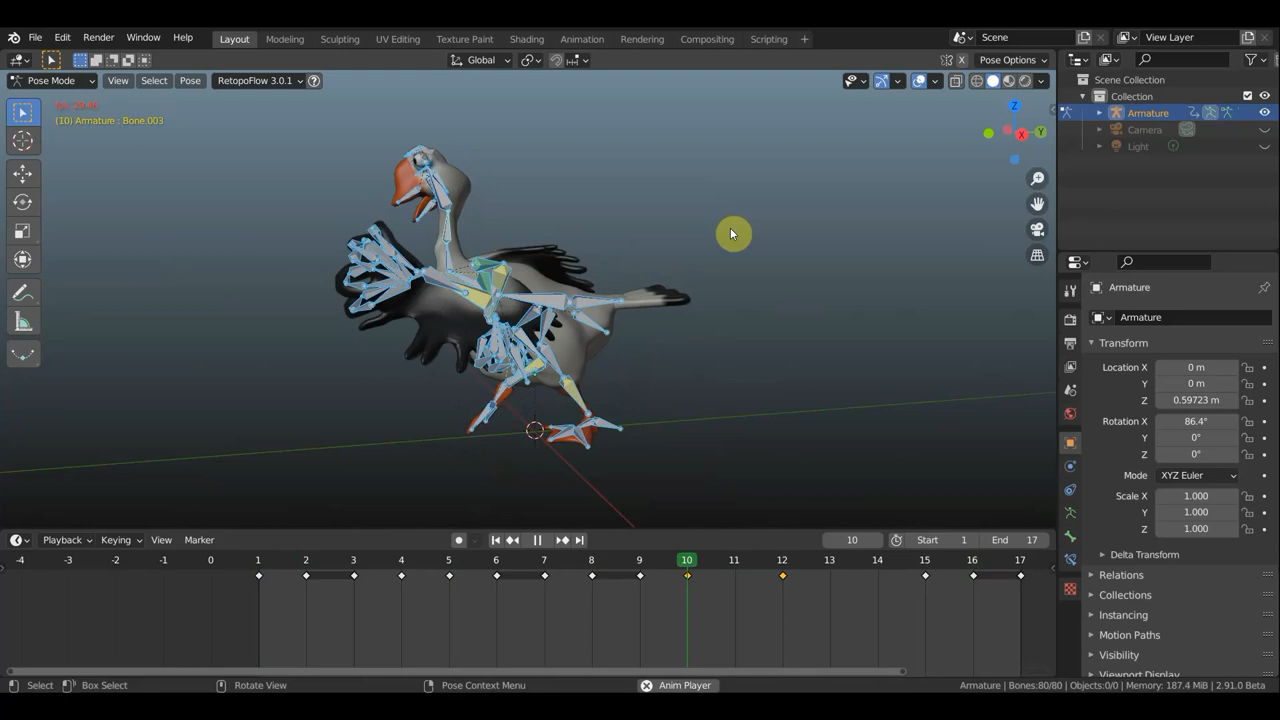 File Edit Render Window Help Layout Modeling Sculpting UV Editing Texture Paint Shading Animation Rendering Compositing Scripting + Scene View Layer
Global Pose Options
Pose Mode View Select Pose RetopoFlow 3.0.1
(10) Armature : Bone.003
Z
X
Y
Scene Collection
Collection
Armature
Camera
Light
Armature
Armature
Transform
Location X 0 m
Y 0 m
Z 0.59723 m
Rotation X 86.4°
Y 0°
Z 0°
Mode XYZ Euler
Scale X 1.000
Y 1.000
Z 1.000
Delta Transform
Relations
Collections
Instancing
Motion Paths
Visibility
Viewport Display
Playback Keying View Marker 10 Start 1 End 17
-4 -3 -2 -1 0 1 2 3 4 5 6 7 8 9 10 11 12 13 14 15 16 17
Select Box Select Rotate View Pose Context Menu Anim Player Armature | Bones:80/80 | Objects:0/0 | Memory: 187.4 MiB | 2.91.0 Beta